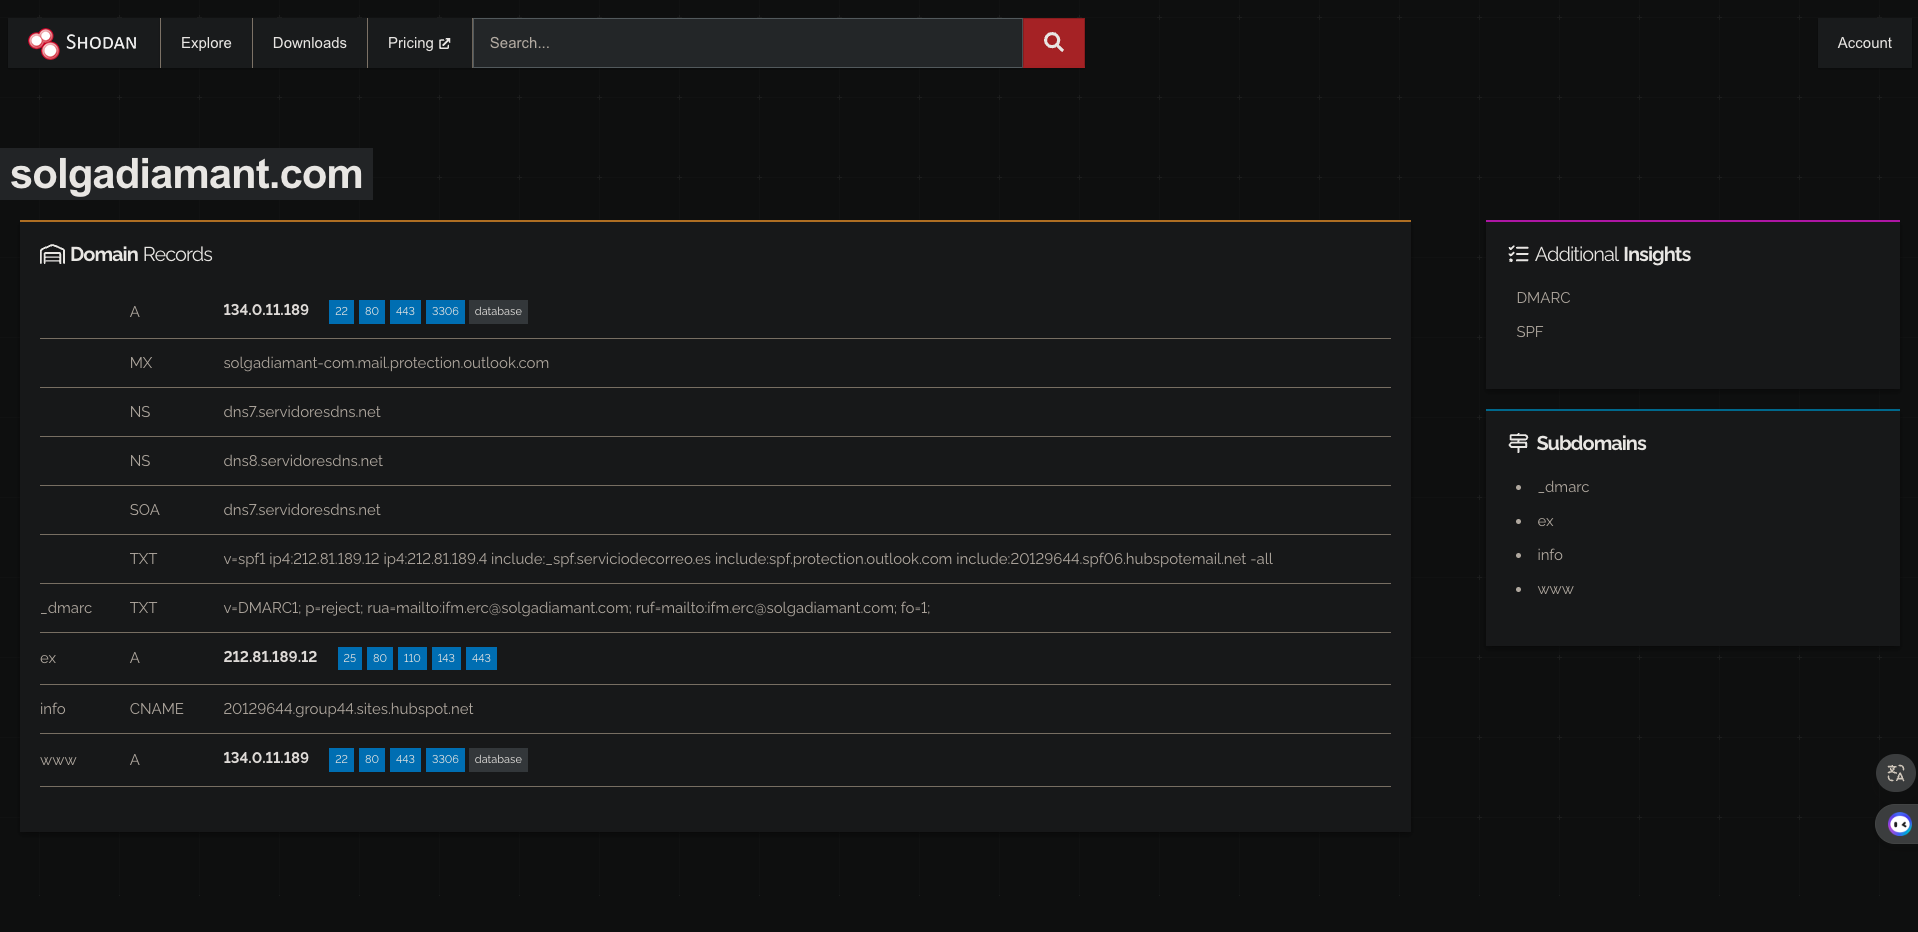 SHODAN Explore Downloads Pricing Search... Account
solgadiamant.com
Domain Records
A 134.0.11.189 22 80 443 3306 database
MX solgadiamant-com.mail.protection.outlook.com
NS dns7.servidoresdns.net
NS dns8.servidoresdns.net
SOA dns7.servidoresdns.net
TXT v=spf1 ip4:212.81.189.12 ip4:212.81.189.4 include:_spf.serviciodecorreo.es include:spf.protection.outlook.com include:20129644.spf06.hubspotemail.net -all
_dmarc TXT v=DMARC1; p=reject; rua=mailto:ifm.erc@solgadiamant.com; ruf=mailto:ifm.erc@solgadiamant.com; fo=1;
ex A 212.81.189.12 25 80 110 143 443
info CNAME 20129644.group44.sites.hubspot.net
www A 134.0.11.189 22 80 443 3306 database
Additional Insights
DMARC
SPF
Subdomains
_dmarc
ex
info
www